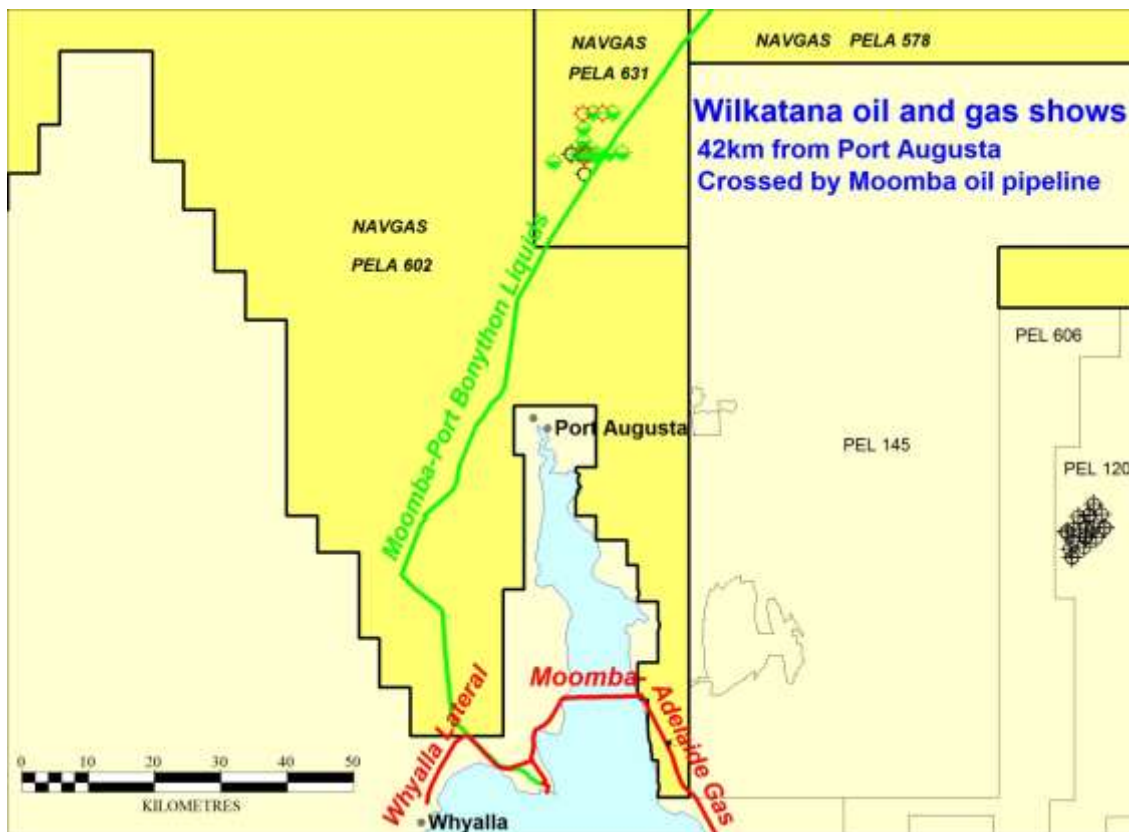 NAVGAS
PELA 631
NAVGAS PELA 578
Wilkatana oil and gas shows
42km from Port Augusta
Crossed by Moomba oil pipeline
NAVGAS
PELA 602
Moomba-Port Bonython Liquids
PEL 606
Port Augusta
PEL 145
PEL 120
Moomba-
Adelaide Gas
Whyalla Lateral
0 10 20 30 40 50
KILOMETRES
Whyalla